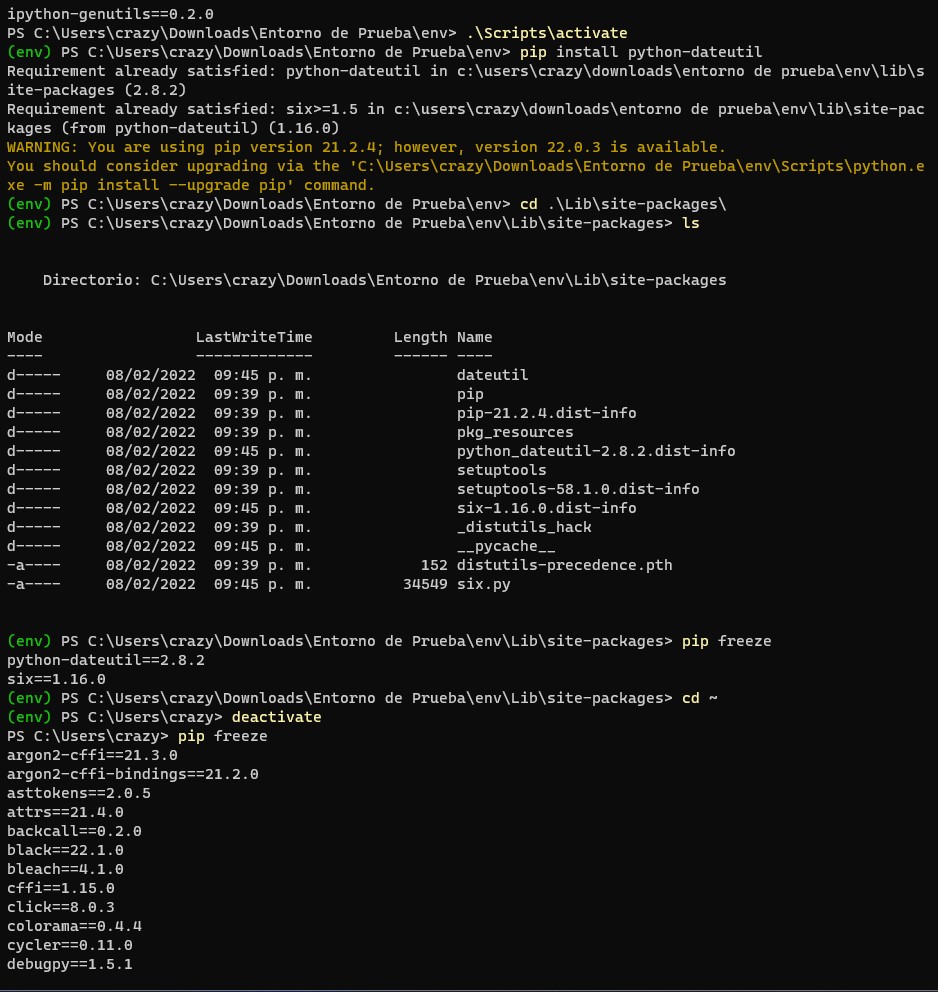 ipython-genutils==0.2.0
PS C:\Users\crazy\Downloads\Entorno de Prueba\env> .\Scripts\activate
(env) PS C:\Users\crazy\Downloads\Entorno de Prueba\env> pip install python-dateutil
Requirement already satisfied: python-dateutil in c:\users\crazy\downloads\entorno de prueba\env\lib\s
ite-packages (2.8.2)
Requirement already satisfied: six>=1.5 in c:\users\crazy\downloads\entorno de prueba\env\lib\site-pac
kages (from python-dateutil) (1.16.0)
WARNING: You are using pip version 21.2.4; however, version 22.0.3 is available.
You should consider upgrading via the 'C:\Users\crazy\Downloads\Entorno de Prueba\env\Scripts\python.e
xe -m pip install --upgrade pip' command.
(env) PS C:\Users\crazy\Downloads\Entorno de Prueba\env> cd .\Lib\site-packages\
(env) PS C:\Users\crazy\Downloads\Entorno de Prueba\env\Lib\site-packages> ls
    Directorio: C:\Users\crazy\Downloads\Entorno de Prueba\env\Lib\site-packages
Mode                 LastWriteTime         Length Name
----                 -------------         ------ ----
d-----     08/02/2022  09:45 p. m.                dateutil
d-----     08/02/2022  09:39 p. m.                pip
d-----     08/02/2022  09:39 p. m.                pip-21.2.4.dist-info
d-----     08/02/2022  09:39 p. m.                pkg_resources
d-----     08/02/2022  09:45 p. m.                python_dateutil-2.8.2.dist-info
d-----     08/02/2022  09:39 p. m.                setuptools
d-----     08/02/2022  09:39 p. m.                setuptools-58.1.0.dist-info
d-----     08/02/2022  09:45 p. m.                six-1.16.0.dist-info
d-----     08/02/2022  09:39 p. m.                _distutils_hack
d-----     08/02/2022  09:45 p. m.                __pycache__
-a----     08/02/2022  09:39 p. m.            152 distutils-precedence.pth
-a----     08/02/2022  09:45 p. m.          34549 six.py
(env) PS C:\Users\crazy\Downloads\Entorno de Prueba\env\Lib\site-packages> pip freeze
python-dateutil==2.8.2
six==1.16.0
(env) PS C:\Users\crazy\Downloads\Entorno de Prueba\env\Lib\site-packages> cd ~
(env) PS C:\Users\crazy> deactivate
PS C:\Users\crazy> pip freeze
argon2-cffi==21.3.0
argon2-cffi-bindings==21.2.0
asttokens==2.0.5
attrs==21.4.0
backcall==0.2.0
black==22.1.0
bleach==4.1.0
cffi==1.15.0
click==8.0.3
colorama==0.4.4
cycler==0.11.0
debugpy==1.5.1